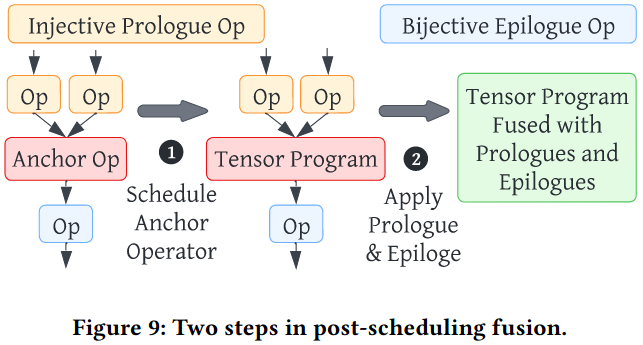 Injective Prologue Op
Bijective Epilogue Op
Op Op
Op Op
Anchor Op
1
Schedule
Anchor
Operator
Op
Tensor Program
2
Apply
Prologue
& Epiloge
Op
Tensor Program
Fused with
Prologues and
Epilogues
Figure 9: Two steps in post-scheduling fusion.